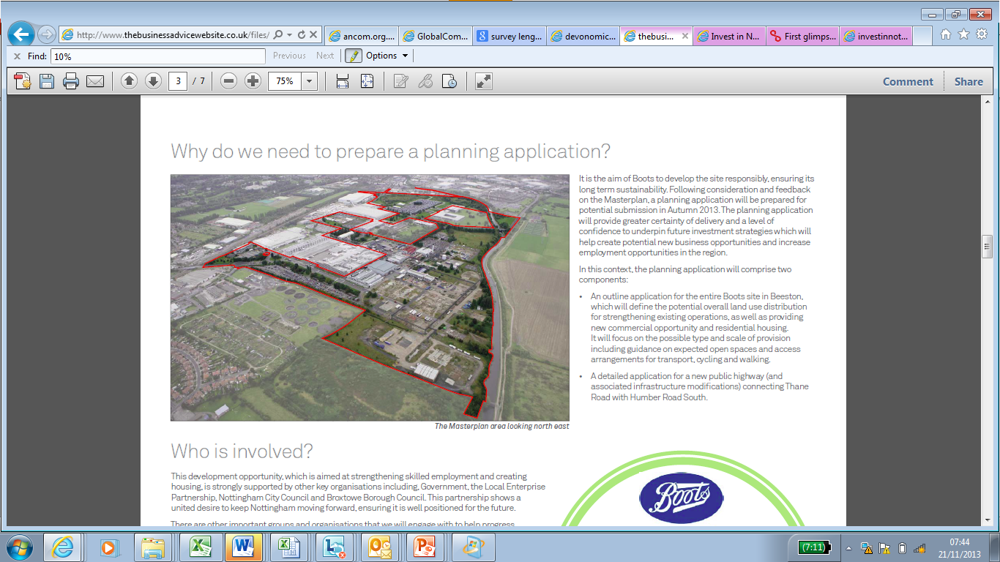 http://www.thebusinessadvicewebsite.co.uk/files/
ancom.org....
GlobalCom...
survey leng...
devonomic...
thebusi...
Invest in N...
First glimps...
investinnot...
Find: 10%
Previous Next Options
3 / 7
75%
Comment Share
Why do we need to prepare a planning application?
It is the aim of Boots to develop the site responsibly, ensuring its
long term sustainability. Following consideration and feedback
on the Masterplan, a planning application will be prepared for
potential submission in Autumn 2013. The planning application
will provide greater certainty of delivery and a level of
confidence to underpin future investment strategies which will
help create potential new business opportunities and increase
employment opportunities in the region.
In this context, the planning application will comprise two
components:
• An outline application for the entire Boots site in Beeston,
which will define the potential overall land use distribution
for strengthening existing operations, as well as providing
new commercial opportunity and residential housing.
It will focus on the possible type and scale of provision
including guidance on expected open spaces and access
arrangements for transport, cycling and walking.
• A detailed application for a new public highway (and
associated infrastructure modifications) connecting Thane
Road with Humber Road South.
The Masterplan area looking north east
Who is involved?
This development opportunity, which is aimed at strengthening skilled employment and creating
housing, is strongly supported by other key organisations including, Government, the Local Enterprise
Partnership, Nottingham City Council and Broxtowe Borough Council. This partnership shows a
united desire to keep Nottingham moving forward, ensuring it is well positioned for the future.
There are other important groups and organisations that we will engage with to help progress
Boots
(7:11)
07:44
21/11/2013